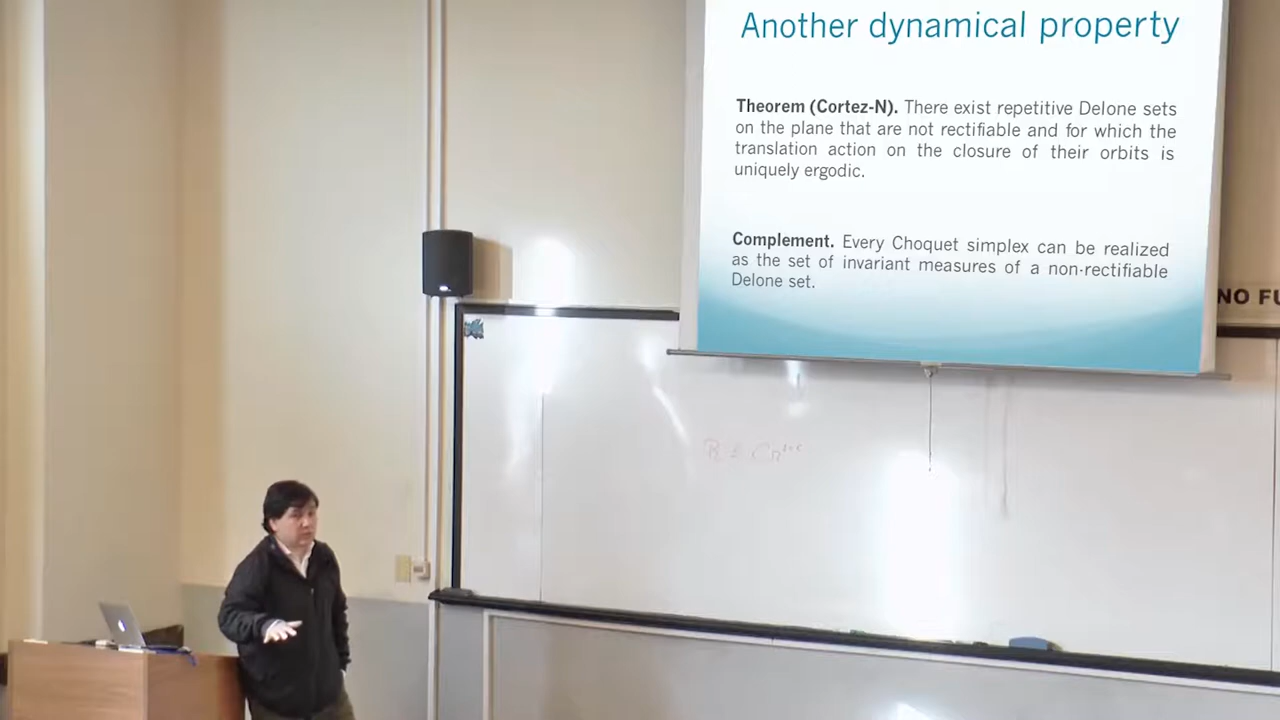 Another dynamical property
Theorem (Cortez-N). There exist repetitive Delone sets
on the plane that are not rectifiable and for which the
translation action on the closure of their orbits is
uniquely ergodic.
Complement. Every Choquet simplex can be realized
as the set of invariant measures of a non-rectifiable
Delone set.
NO FU